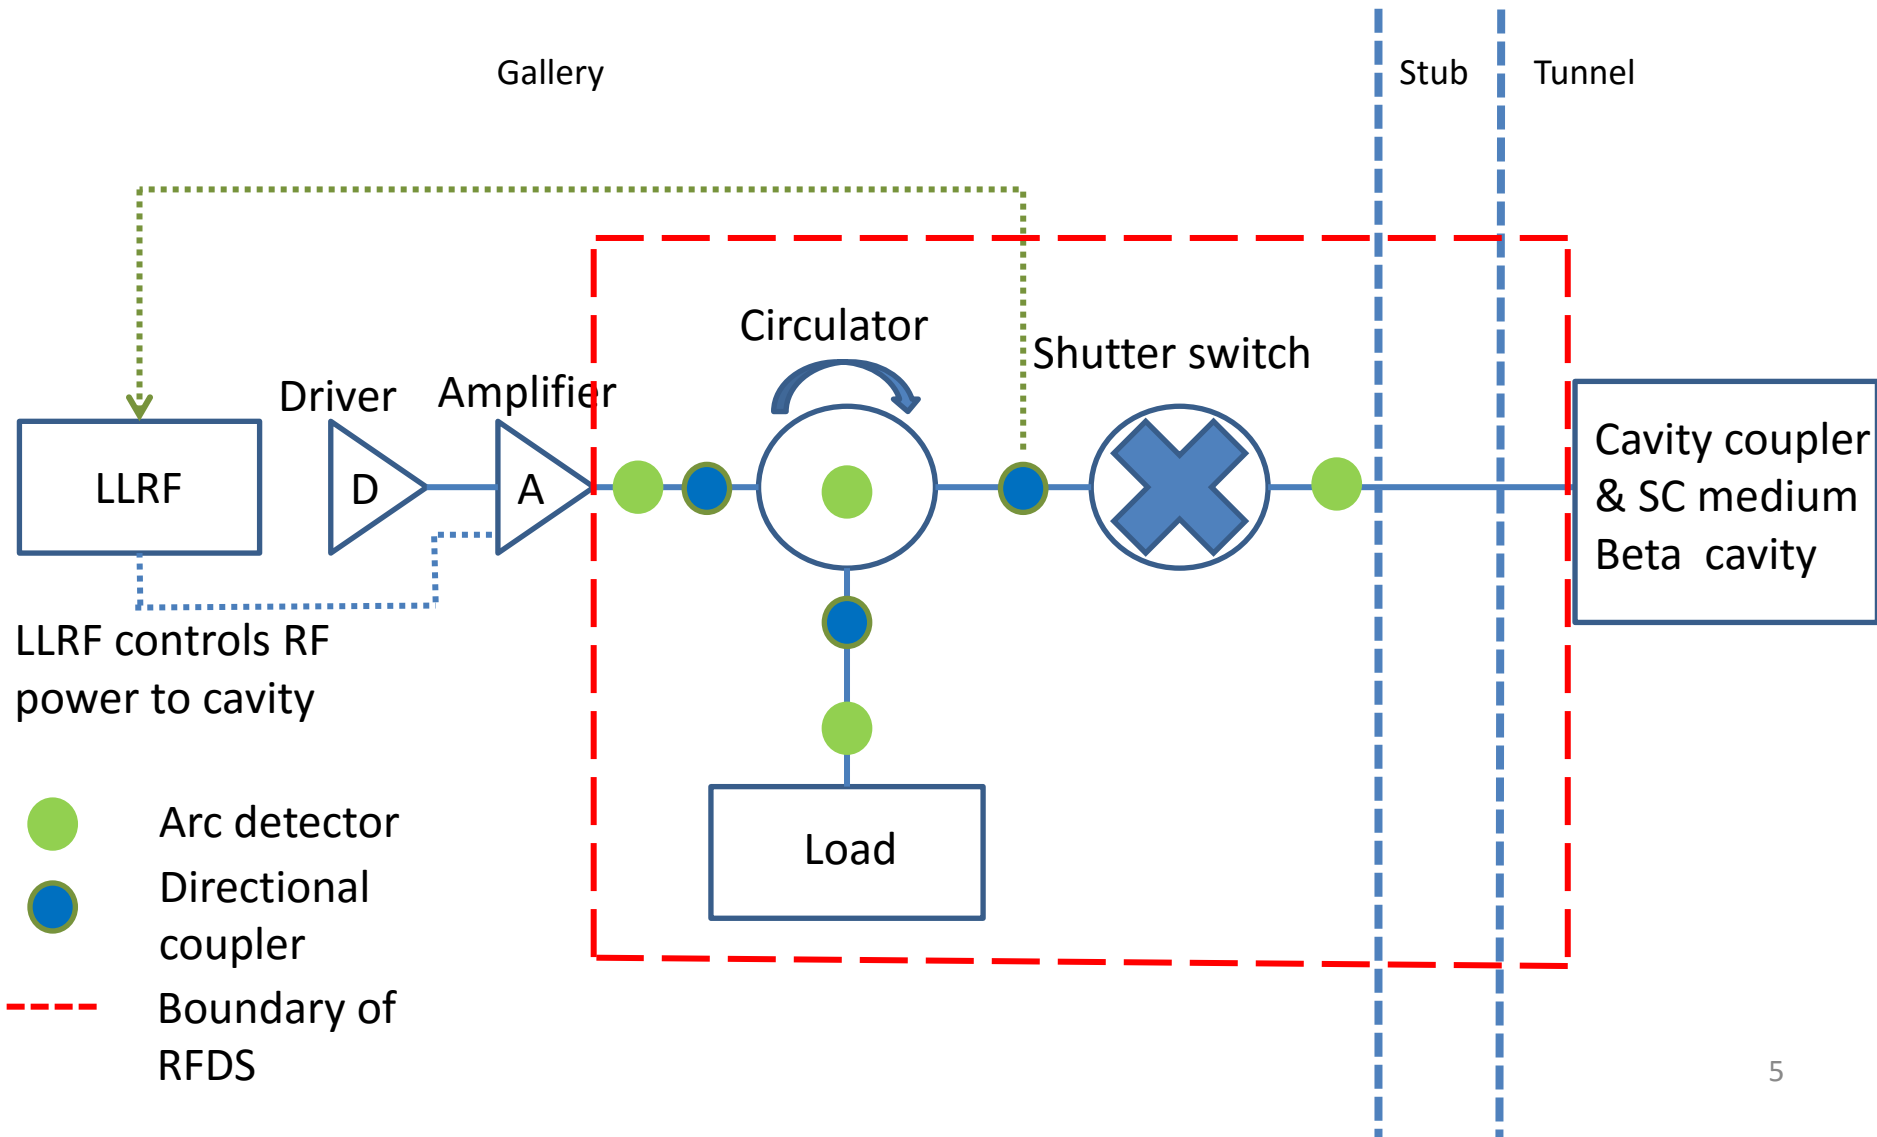 Gallery
Stub
Tunnel
Circulator
Shutter switch
Driver
Amplifier
LLRF
D
A
Cavity coupler
& SC medium
Beta cavity
LLRF controls RF
power to cavity
Load
Arc detector
Directional
coupler
Boundary of
RFDS
5